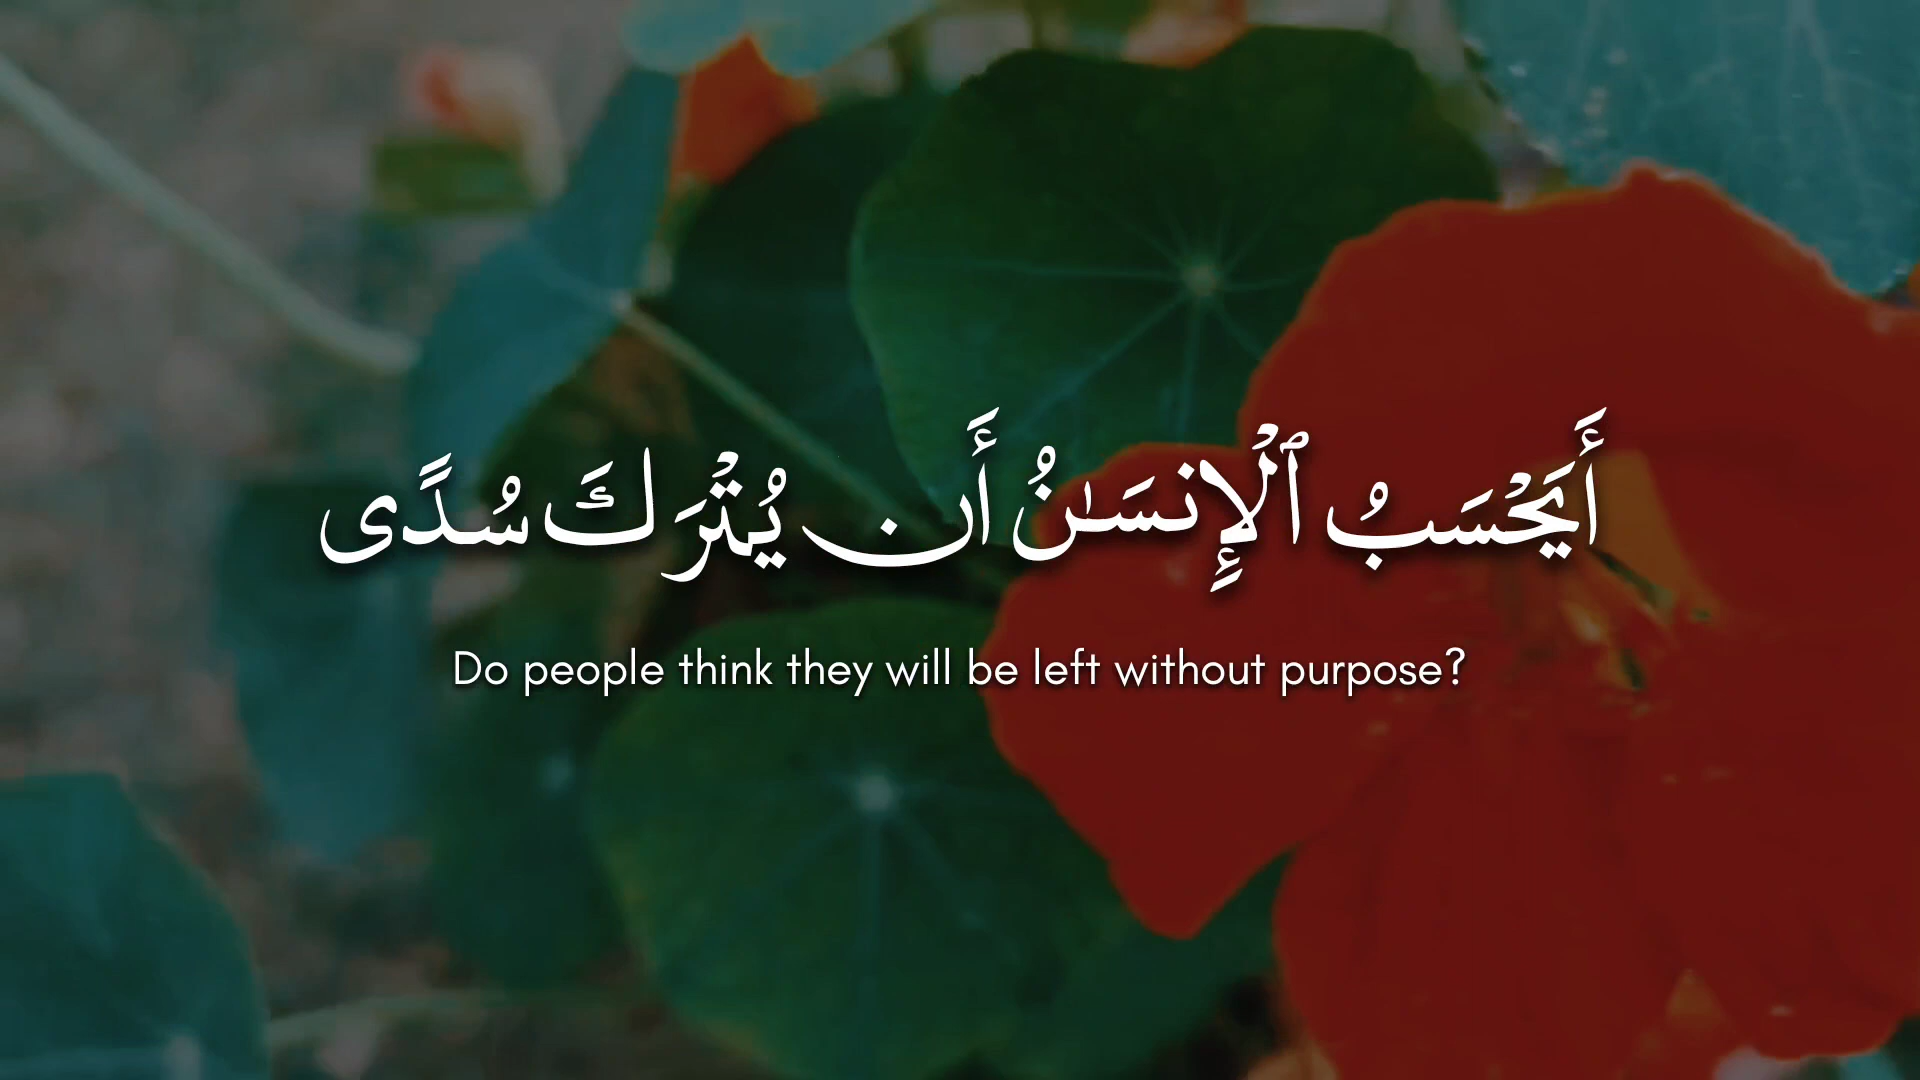 أَيَحْسَبُ ٱلْإِنسَـٰنُ أَن يُتْرَكَ سُدًى
Do people think they will be left without purpose?